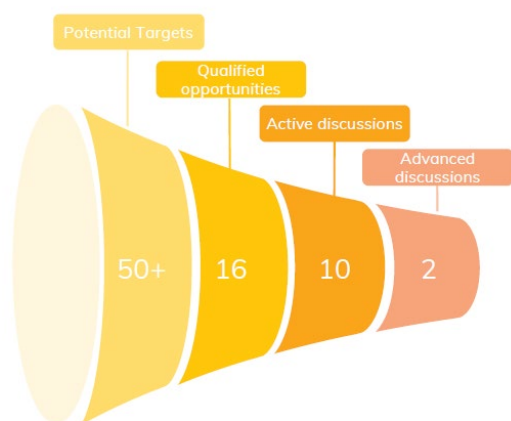 Potential Targets
Qualified
opportunities
Active discussions
Advanced
discussions
50+
16
10
2